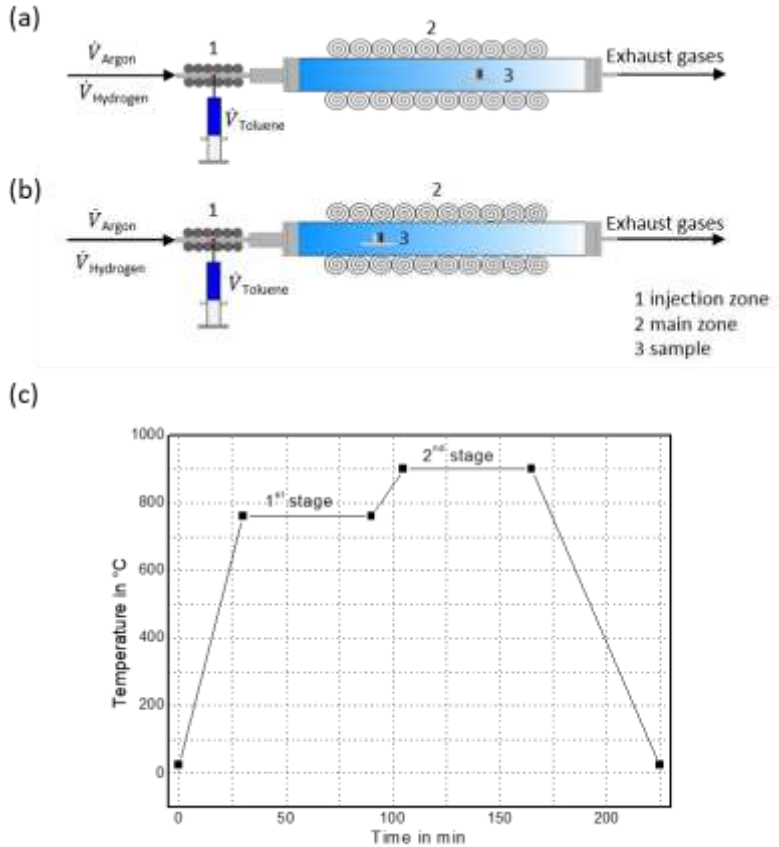 (a)
1
2
V̇Argon
V̇Hydrogen
V̇Toluene
3
Exhaust gases
(b)
1
2
V̇Argon
V̇Hydrogen
V̇Toluene
3
Exhaust gases
1 injection zone
2 main zone
3 sample
(c)
1000
800
600
400
200
0
Temperature in °C
1st stage
2nd stage
0 50 100 150 200
Time in min